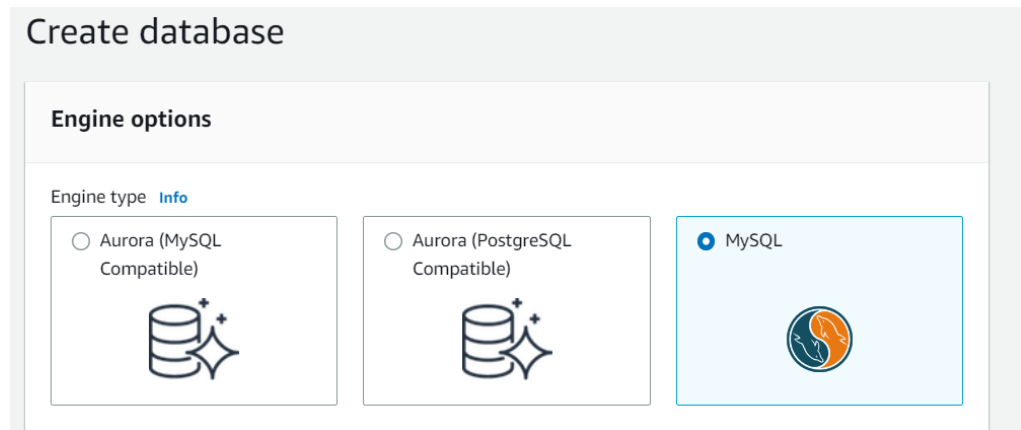 Create database
Engine options
Engine type Info
Aurora (MySQL
Compatible)
Aurora (PostgreSQL
Compatible)
MySQL